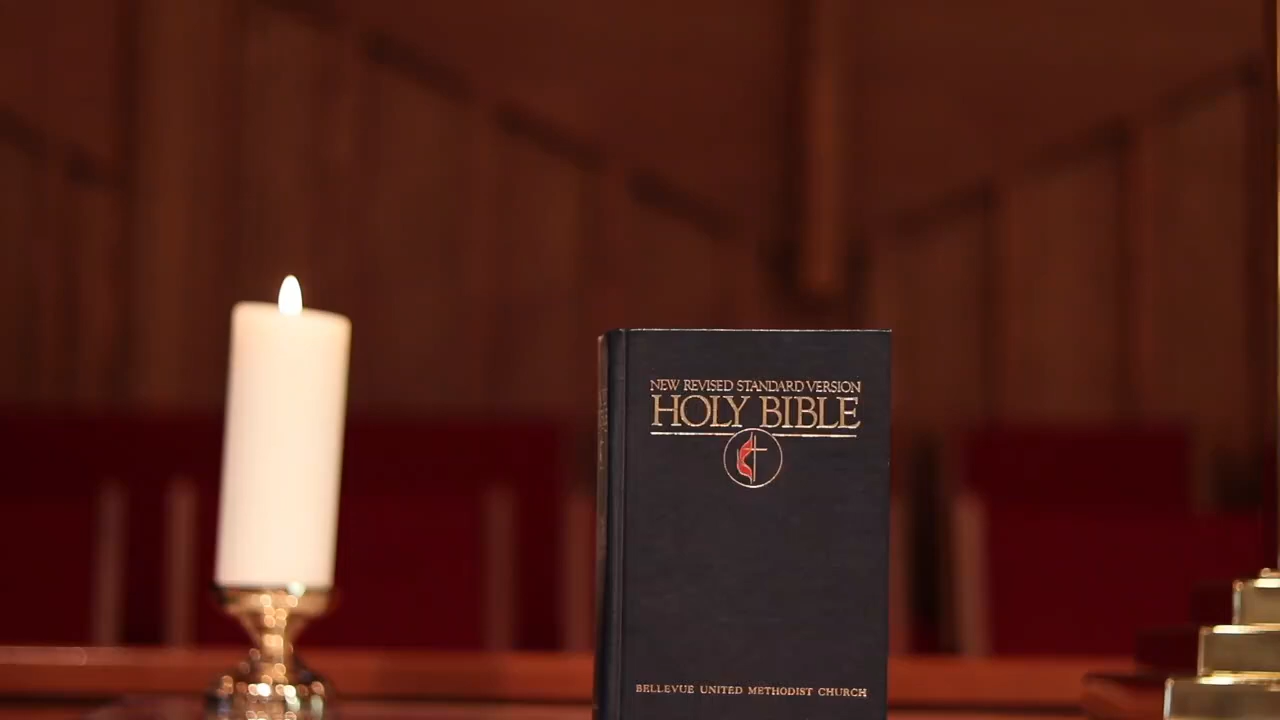 NEW REVISED STANDARD VERSION
HOLY BIBLE
BELLEVUE UNITED METHODIST CHURCH